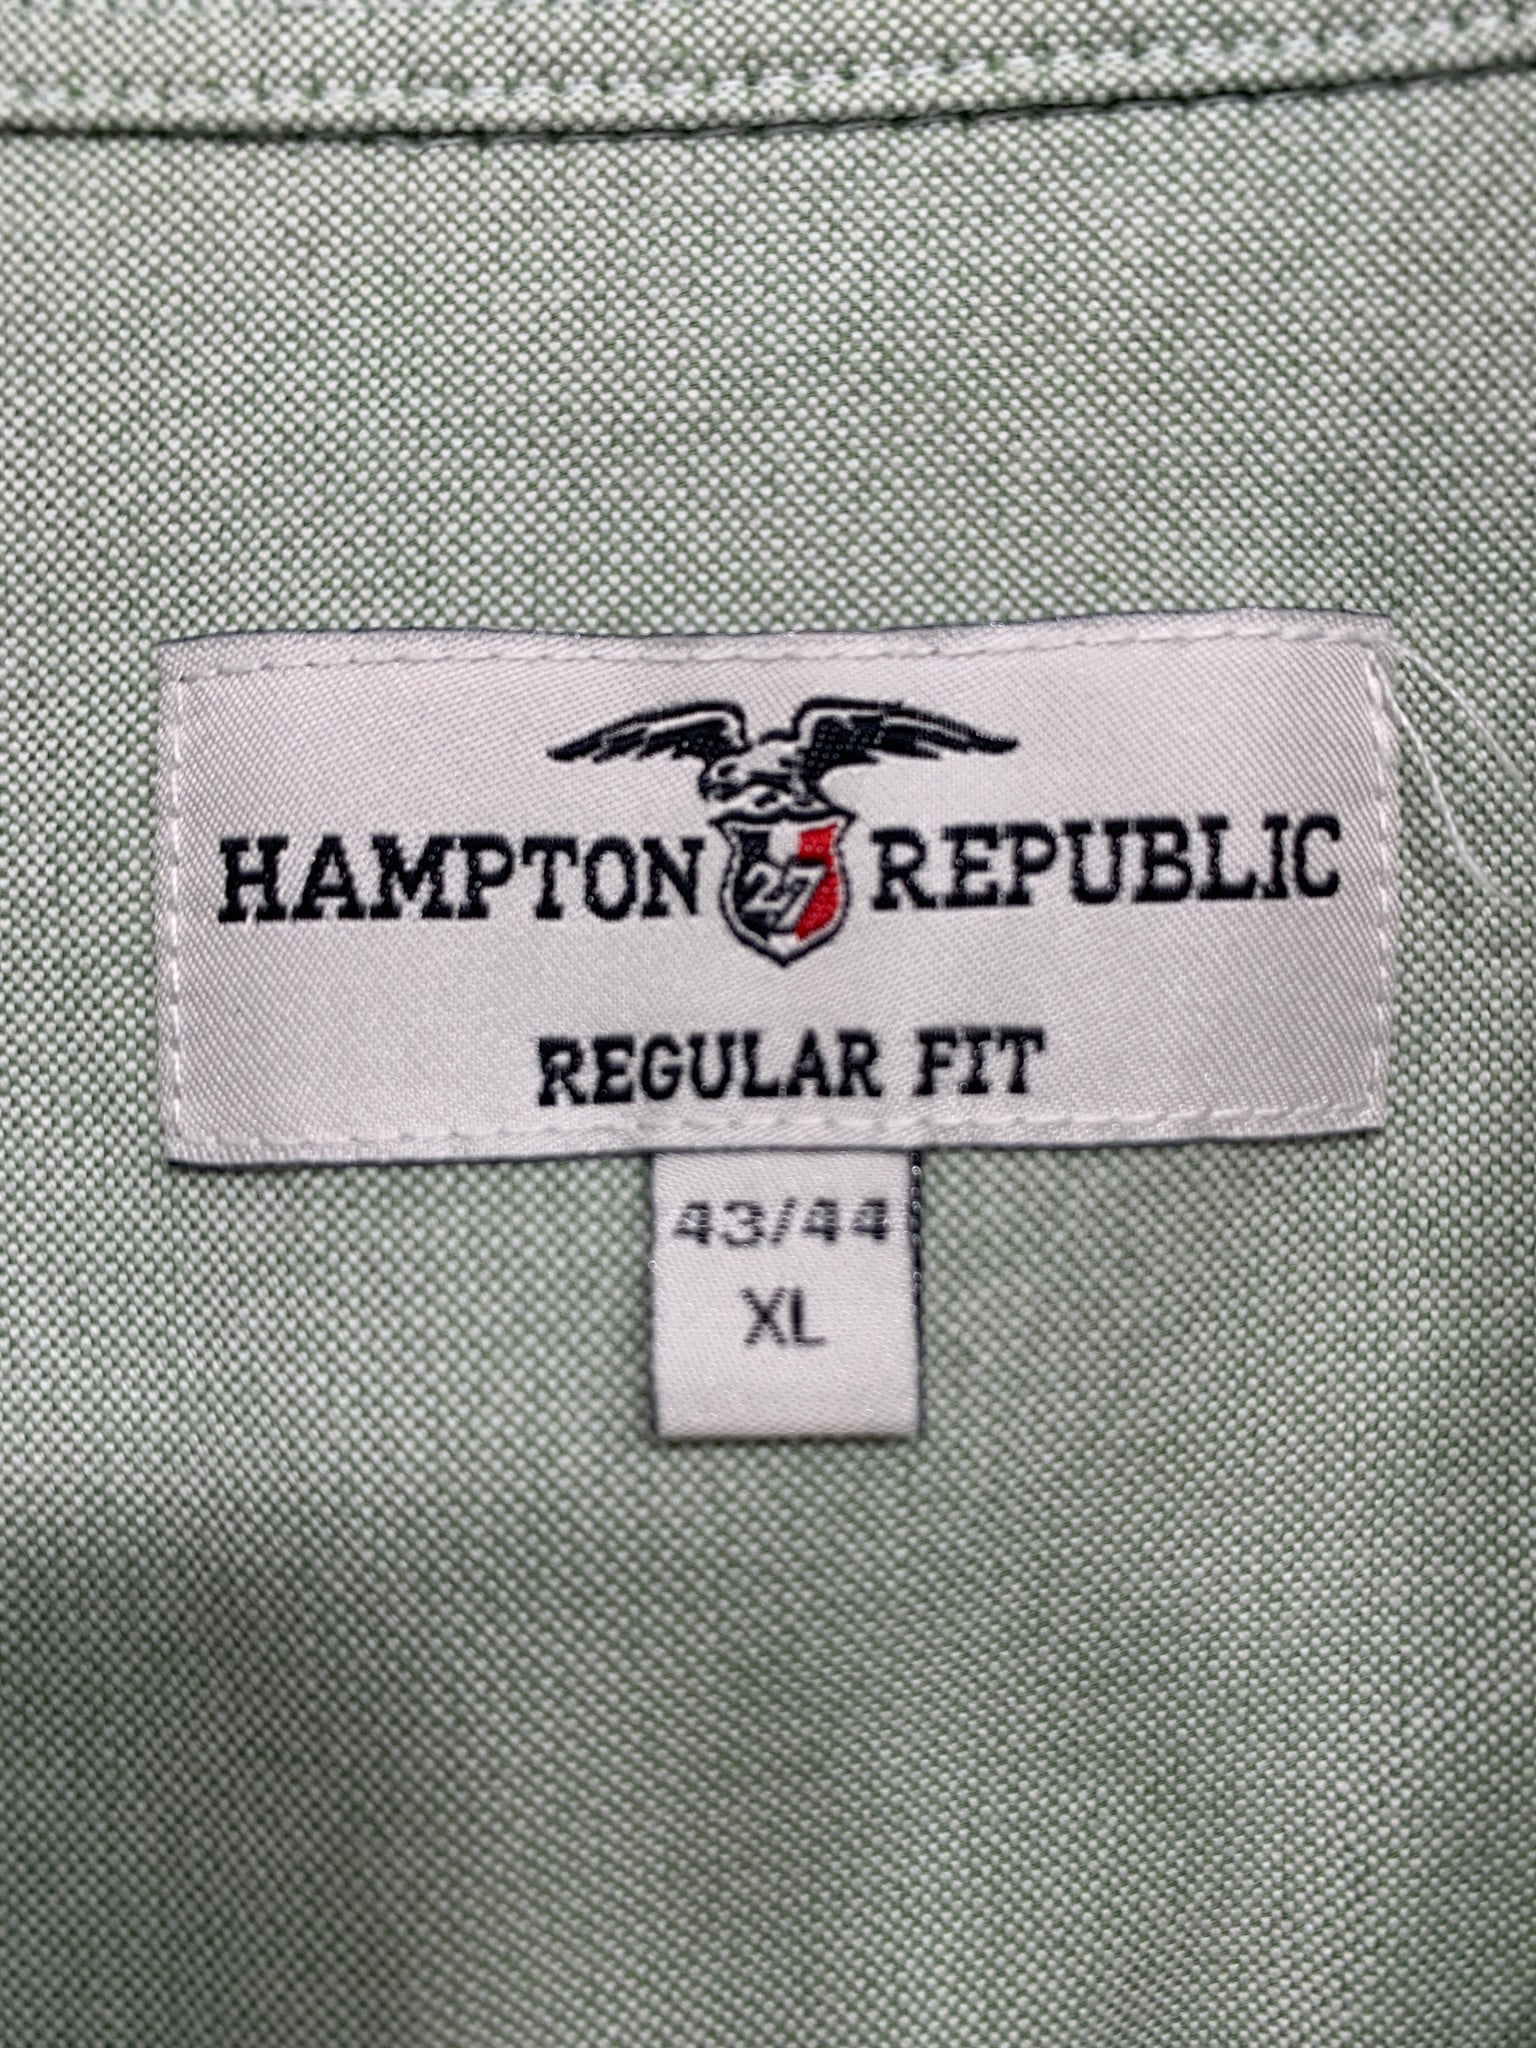 HAMPTON 27 REPUBLIC
REGULAR FIT
43/44
XL